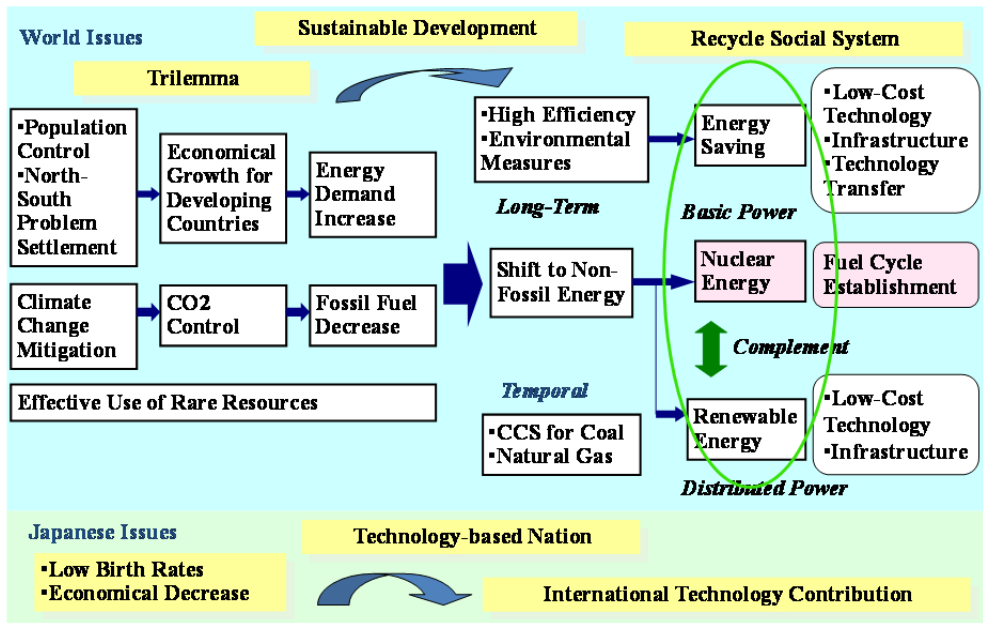 World Issues
Sustainable Development
Recycle Social System
Trilemma
▪Population
Control
▪North-
South
Problem
Settlement
Economical
Growth for
Developing
Countries
Energy
Demand
Increase
▪High Efficiency
▪Environmental
Measures
Long-Term
Energy
Saving
Basic Power
▪Low-Cost
Technology
▪Infrastructure
▪Technology
Transfer
Shift to Non-
Fossil Energy
Nuclear
Energy
Fuel Cycle
Establishment
Climate
Change
Mitigation
CO2
Control
Fossil Fuel
Decrease
Complement
Effective Use of Rare Resources
Temporal
▪CCS for Coal
▪Natural Gas
Renewable
Energy
Distributed Power
▪Low-Cost
Technology
▪Infrastructure
Japanese Issues
Technology-based Nation
▪Low Birth Rates
▪Economical Decrease
International Technology Contribution